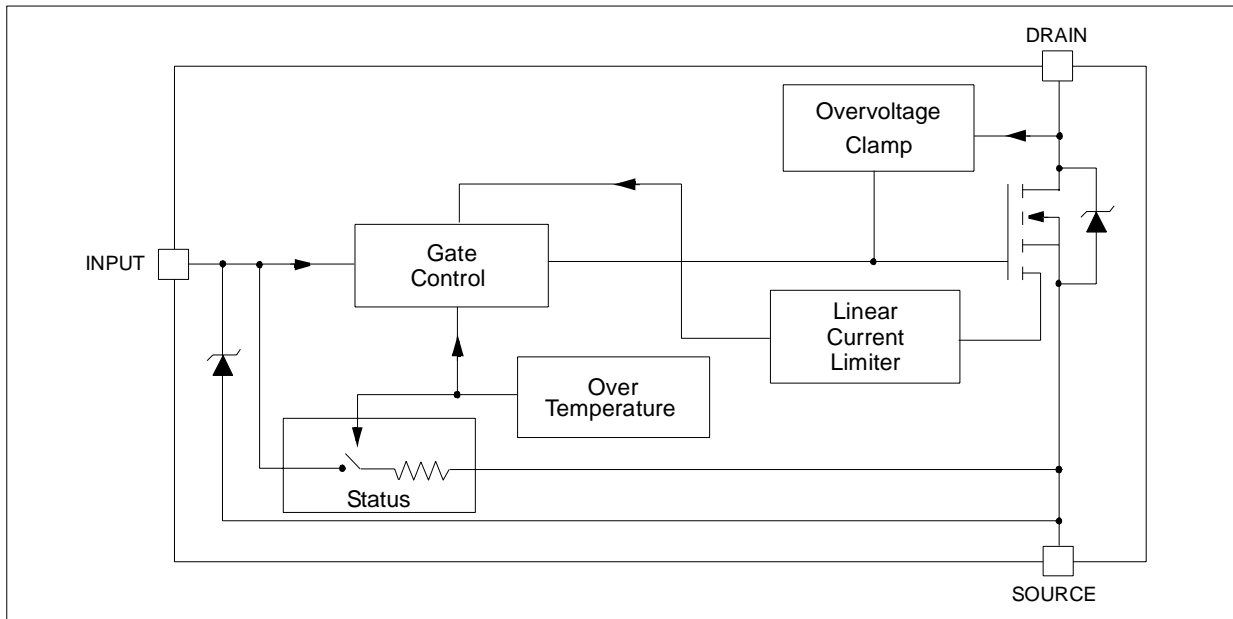 DRAIN
Overvoltage
Clamp
INPUT
Gate
Control
Linear
Current
Limiter
Over
Temperature
Status
SOURCE